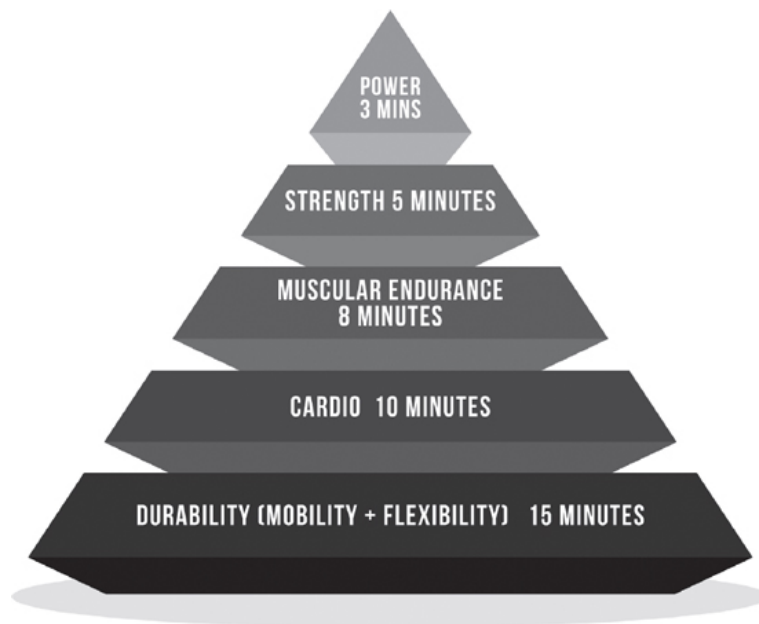 POWER
3 MINS
STRENGTH 5 MINUTES
MUSCULAR ENDURANCE
8 MINUTES
CARDIO 10 MINUTES
DURABILITY (MOBILITY + FLEXIBILITY) 15 MINUTES